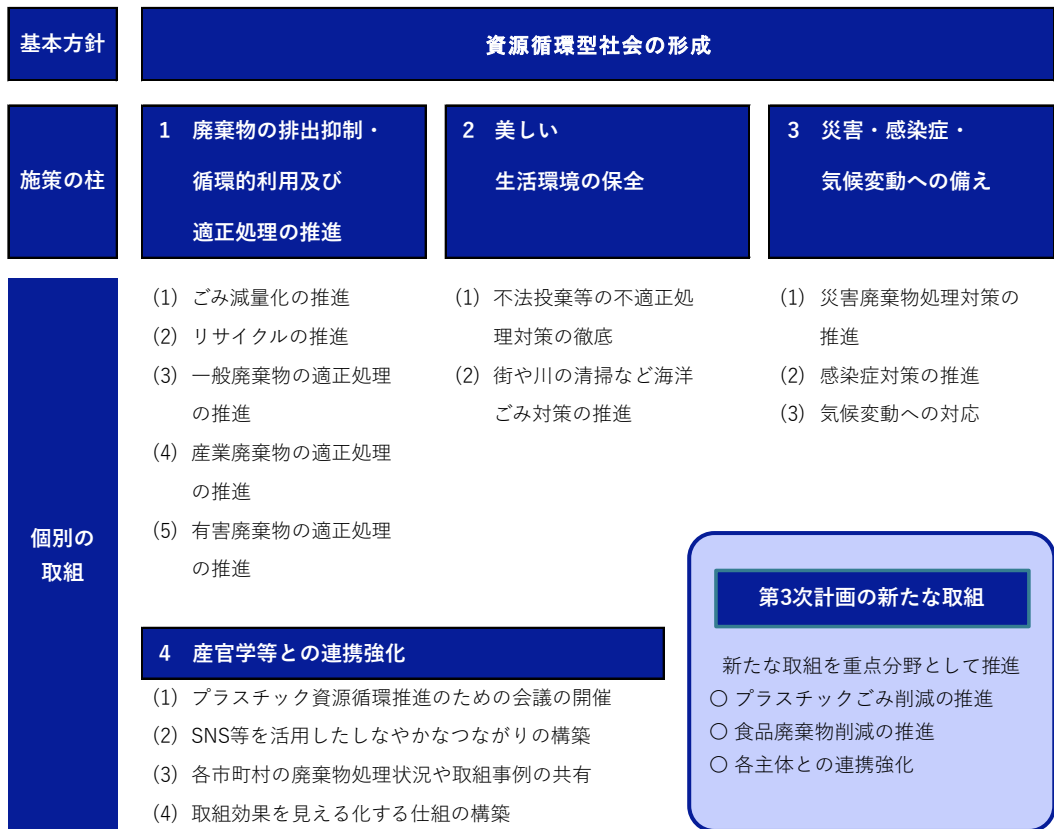 基本方針
資源循環型社会の形成
施策の柱
1 廃棄物の排出抑制・
循環的利用及び
適正処理の推進
2 美しい
生活環境の保全
3 災害・感染症・
気候変動への備え
個別の
取組
(1) ごみ減量化の推進
(2) リサイクルの推進
(3) 一般廃棄物の適正処理
の推進
(4) 産業廃棄物の適正処理
の推進
(5) 有害廃棄物の適正処理
の推進
(1) 不法投棄等の不適正処
理対策の徹底
(2) 街や川の清掃など海洋
ごみ対策の推進
(1) 災害廃棄物処理対策の
推進
(2) 感染症対策の推進
(3) 気候変動への対応
4 産官学等との連携強化
(1) プラスチック資源循環推進のための会議の開催
(2) SNS等を活用したしなやかなつながりの構築
(3) 各市町村の廃棄物処理状況や取組事例の共有
(4) 取組効果を見える化する仕組の構築
第3次計画の新たな取組
新たな取組を重点分野として推進
〇 プラスチックごみ削減の推進
〇 食品廃棄物削減の推進
〇 各主体との連携強化